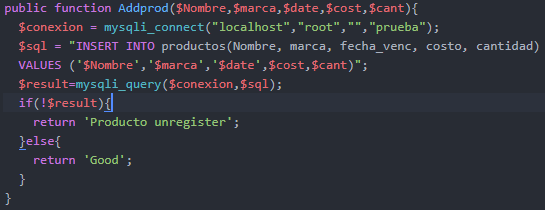 public function Addprod($Nombre,$marca,$date,$cost,$cant){
$conexion = mysqli_connect("localhost","root","","prueba");
$sql = "INSERT INTO productos(Nombre, marca, fecha_venc, costo, cantidad)
VALUES ('$Nombre','$marca','$date',$cost,$cant)";
$result=mysqli_query($conexion,$sql);
if(!$result){
return 'Producto unregister';
}else{
return 'Good';
}
}